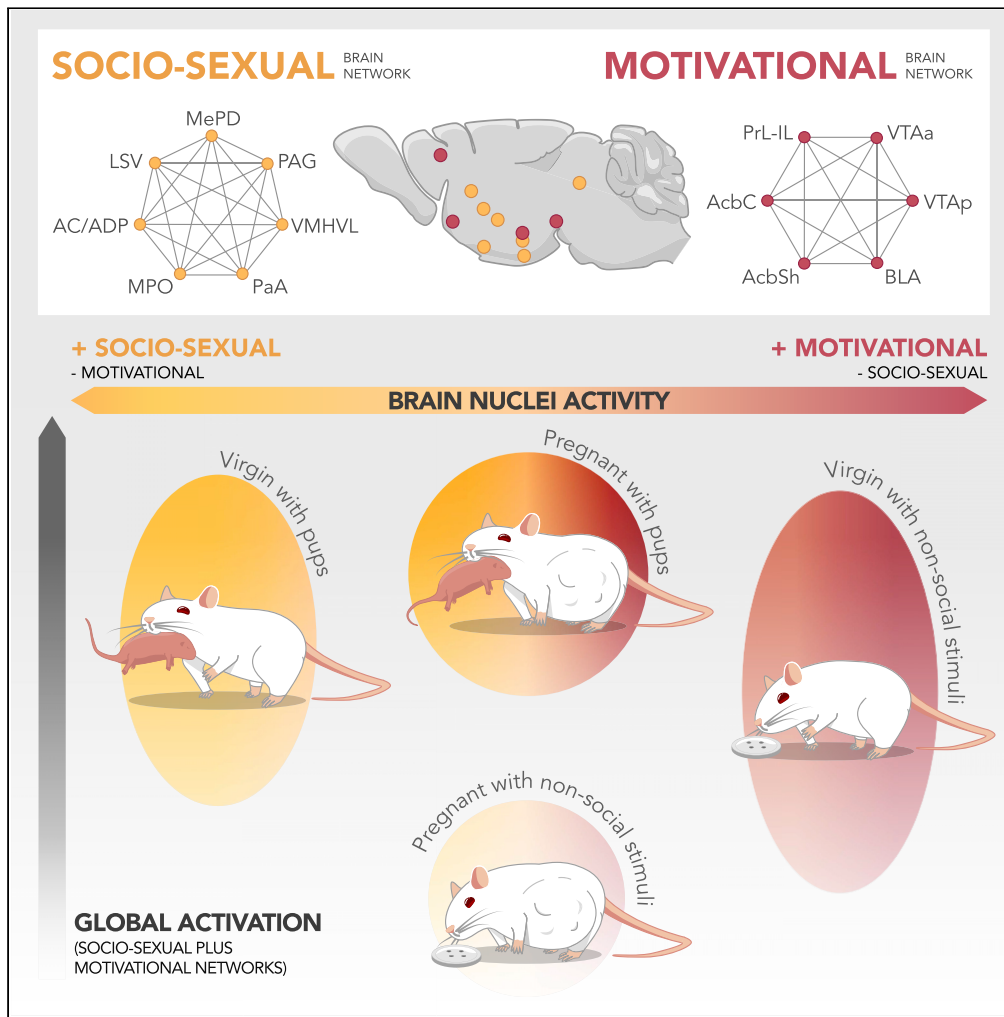 SOCIO-SEXUAL BRAIN
NETWORK
MOTIVATIONAL BRAIN
NETWORK
MePD
LSV
PAG
AC/ADP
VMHVL
MPO
PaA
PrL-IL
VTAa
AcbC
VTAp
AcbSh
BLA
+ SOCIO-SEXUAL
- MOTIVATIONAL
+ MOTIVATIONAL
- SOCIO-SEXUAL
BRAIN NUCLEI ACTIVITY
Virgin with pups
Pregnant with pups
Virgin with non-social stimuli
Pregnant with non-social stimuli
GLOBAL ACTIVATION
(SOCIO-SEXUAL PLUS
MOTIVATIONAL NETWORKS)